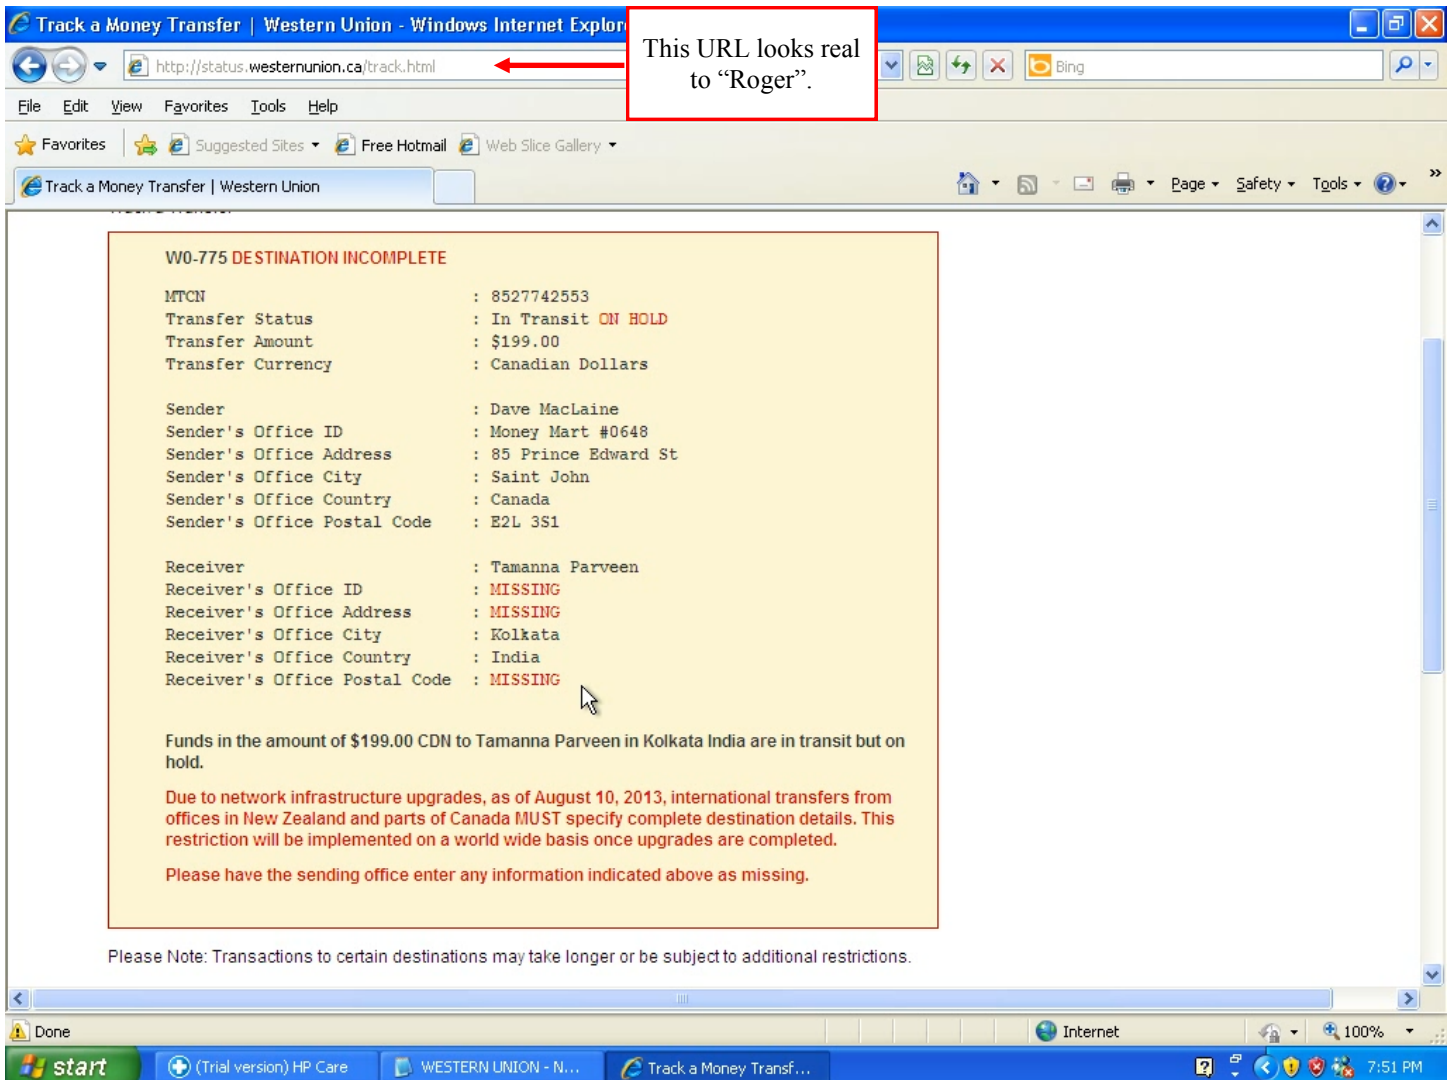 Track a Money Transfer | Western Union - Windows Internet Explor
This URL looks real
to “Roger”.
http://status.westernunion.ca/track.html
Bing
File Edit View Favorites Tools Help
Favorites Suggested Sites Free Hotmail Web Slice Gallery
Track a Money Transfer | Western Union
Page Safety Tools »
W0-775 DESTINATION INCOMPLETE
MTCN : 8527742553
Transfer Status : In Transit ON HOLD
Transfer Amount : $199.00
Transfer Currency : Canadian Dollars
Sender : Dave MacLaine
Sender's Office ID : Money Mart #0648
Sender's Office Address : 85 Prince Edward St
Sender's Office City : Saint John
Sender's Office Country : Canada
Sender's Office Postal Code : E2L 3S1
Receiver : Tamanna Parveen
Receiver's Office ID : MISSING
Receiver's Office Address : MISSING
Receiver's Office City : Kolkata
Receiver's Office Country : India
Receiver's Office Postal Code : MISSING
Funds in the amount of $199.00 CDN to Tamanna Parveen in Kolkata India are in transit but on
hold.
Due to network infrastructure upgrades, as of August 10, 2013, international transfers from
offices in New Zealand and parts of Canada MUST specify complete destination details. This
restriction will be implemented on a world wide basis once upgrades are completed.
Please have the sending office enter any information indicated above as missing.
Please Note: Transactions to certain destinations may take longer or be subject to additional restrictions.
Done Internet 100%
start (Trial version) HP Care WESTERN UNION - N... Track a Money Transf... 7:51 PM